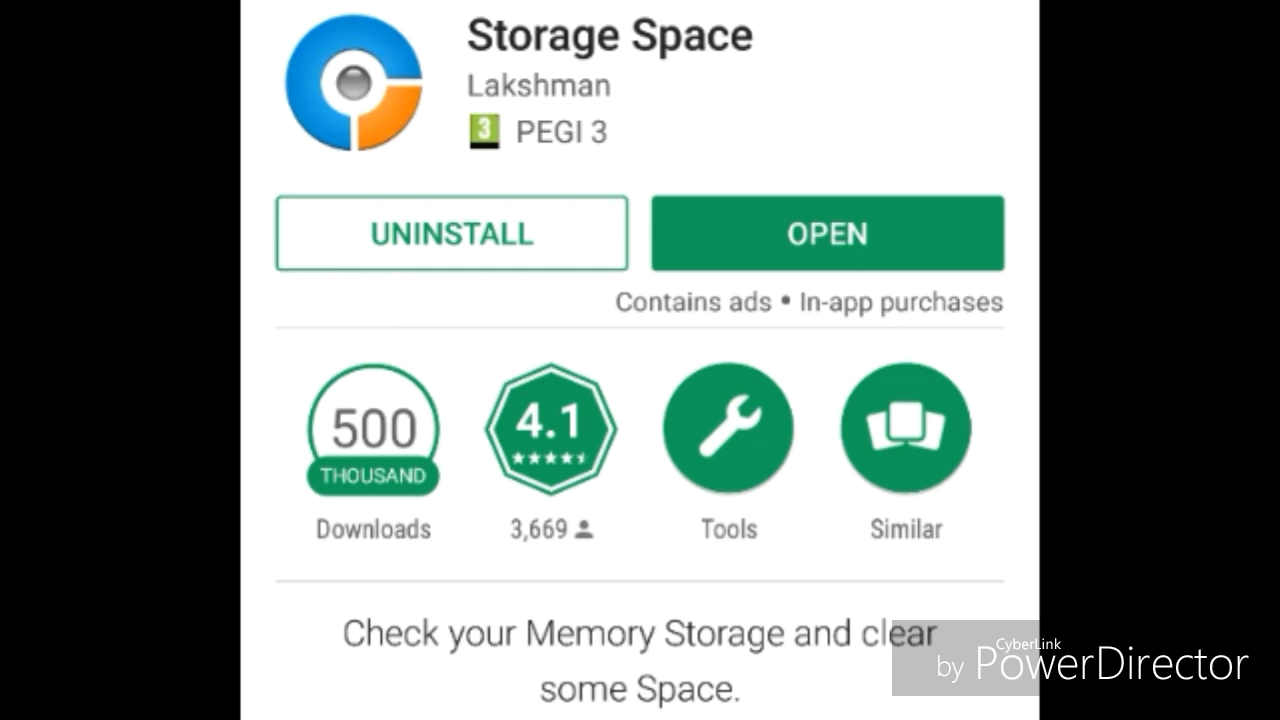 Storage Space
Lakshman
3 PEGI 3
UNINSTALL
OPEN
Contains ads • In-app purchases
500
THOUSAND
Downloads
4.1
3,669
Tools
Similar
Check your Memory Storage and clear
some Space.
CyberLink
by PowerDirector